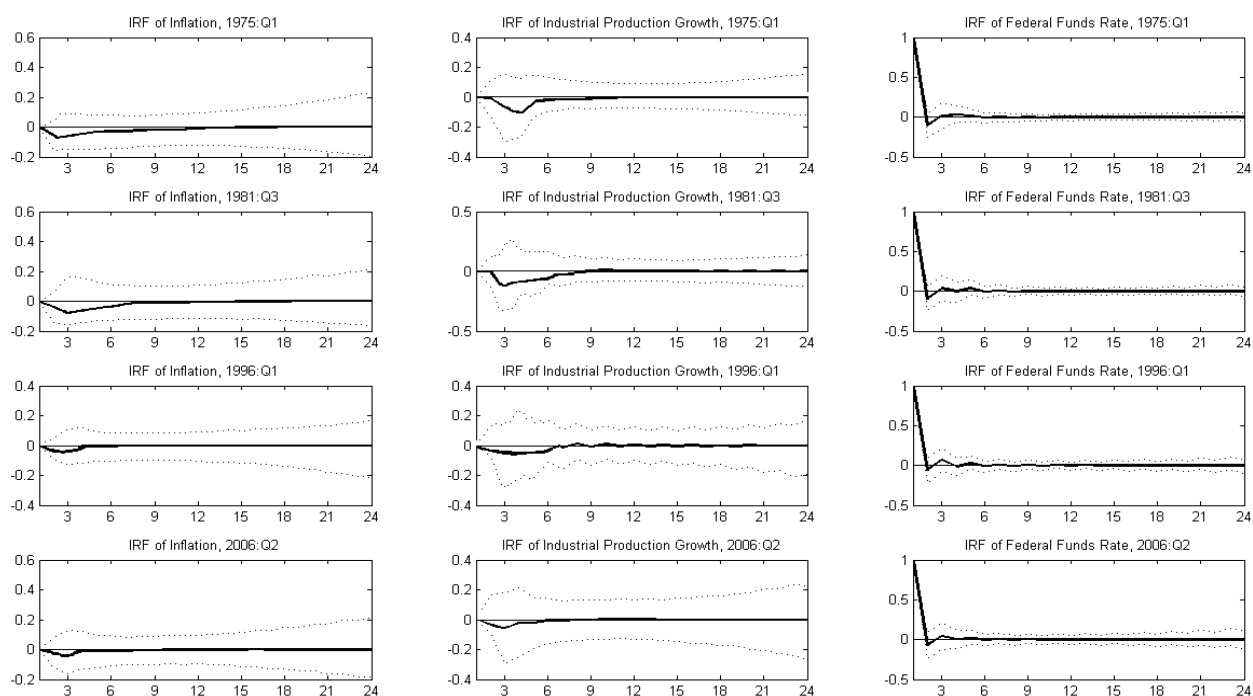 IRF of Inflation, 1975:Q1
0.6
0.4
0.2
0
-0.2
3 6 9 12 15 18 21 24
IRF of Industrial Production Growth, 1975:Q1
0.4
0.2
0
-0.2
-0.4
3 6 9 12 15 18 21 24
IRF of Federal Funds Rate, 1975:Q1
1
0.5
0
-0.5
3 6 9 12 15 18 21 24
IRF of Inflation, 1981:Q3
0.6
0.4
0.2
0
-0.2
3 6 9 12 15 18 21 24
IRF of Industrial Production Growth, 1981:Q3
0.5
0
-0.5
3 6 9 12 15 18 21 24
IRF of Federal Funds Rate, 1981:Q3
1
0.5
0
-0.5
3 6 9 12 15 18 21 24
IRF of Inflation, 1996:Q1
0.4
0.2
0
-0.2
-0.4
3 6 9 12 15 18 21 24
IRF of Industrial Production Growth, 1996:Q1
0.4
0.2
0
-0.2
-0.4
3 6 9 12 15 18 21 24
IRF of Federal Funds Rate, 1996:Q1
1
0.5
0
-0.5
3 6 9 12 15 18 21 24
IRF of Inflation, 2006:Q2
0.6
0.4
0.2
0
-0.2
3 6 9 12 15 18 21 24
IRF of Industrial Production Growth, 2006:Q2
0.4
0.2
0
-0.2
-0.4
3 6 9 12 15 18 21 24
IRF of Federal Funds Rate, 2006:Q2
1
0.5
0
-0.5
3 6 9 12 15 18 21 24